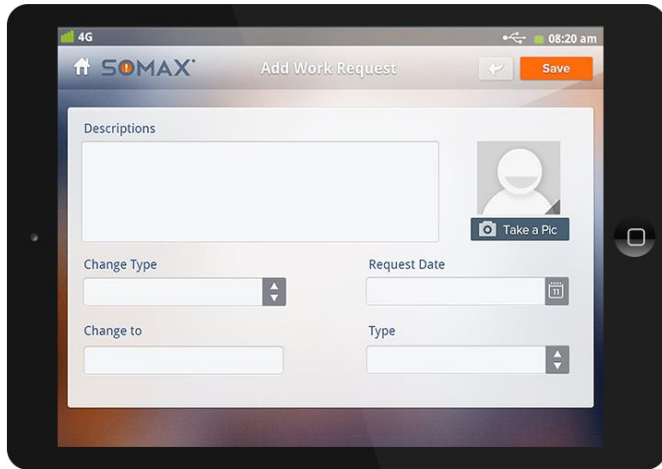 4G
08:20 am
SOMAX
Add Work Request
Save
Descriptions
Take a Pic
Change Type
Request Date
11
Change to
Type